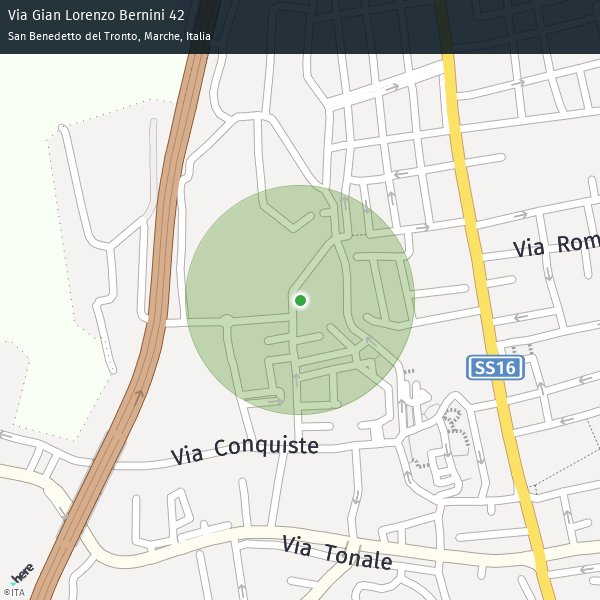 Via Gian Lorenzo Bernini 42
San Benedetto del Tronto, Marche, Italia
Via Rom
SS16
Via Conquiste
Via Tonale
here
©ITA